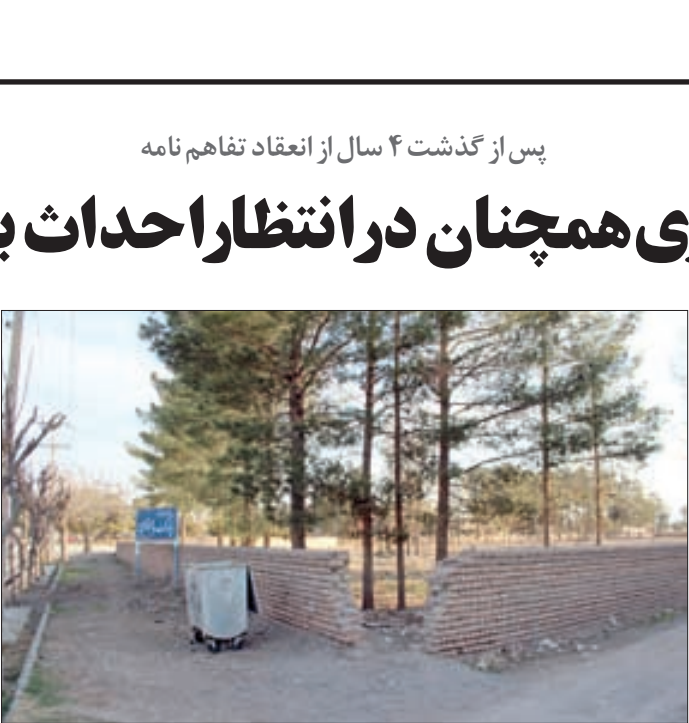 پس از گذشت ۴ سال از انعقاد تفاهم نامه
همچنان در انتظار احداث